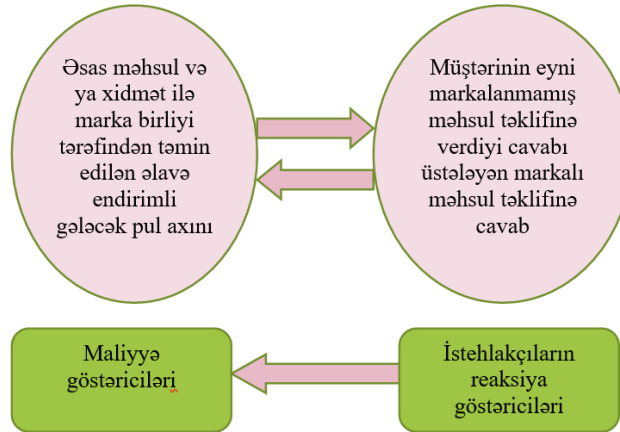 Əsas məhsul və
ya xidmət ilə
marka birliyi
tərəfindən təmin
edilən əlavə
endirimli
gələcək pul axını
Müştərinin eyni
markalanmamış
məhsul təklifinə
verdiyi cavabı
üstələyən markalı
məhsul təklifinə
cavab
Maliyyə
göstəriciləri
İstehlakçıların
reaksiya
göstəriciləri